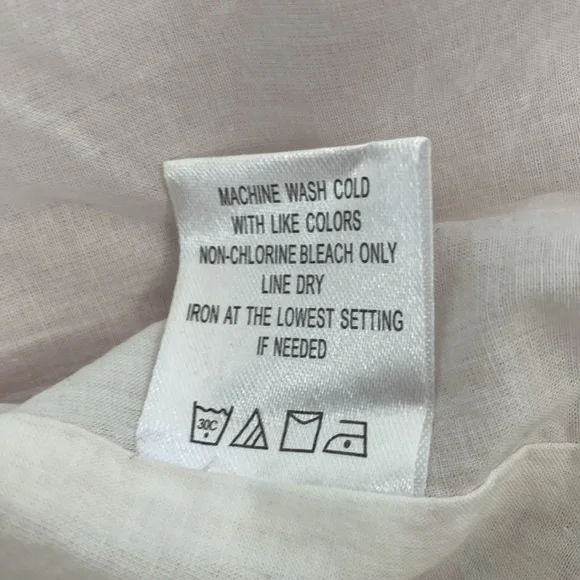 MACHINE WASH COLD
WITH LIKE COLORS
NON-CHLORINE BLEACH ONLY
LINE DRY
IRON AT THE LOWEST SETTING
IF NEEDED
30C